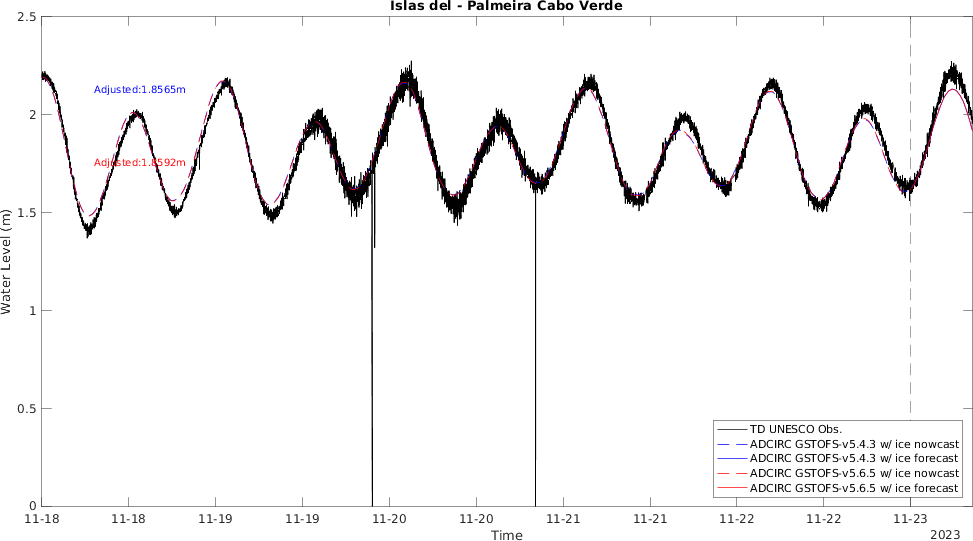 Islas del - Palmeira Cabo Verde
2.5
2
1.5
1
0.5
0
Water Level (m)
Adjusted:1.8565m
Adjusted:1.8592m
TD UNESCO Obs.
ADCIRC GSTOFS-v5.4.3 w/ ice nowcast
ADCIRC GSTOFS-v5.4.3 w/ ice forecast
ADCIRC GSTOFS-v5.6.5 w/ ice nowcast
ADCIRC GSTOFS-v5.6.5 w/ ice forecast
11-18 11-18 11-19 11-19 11-20 11-20 11-21 11-21 11-22 11-22 11-23
Time
2023